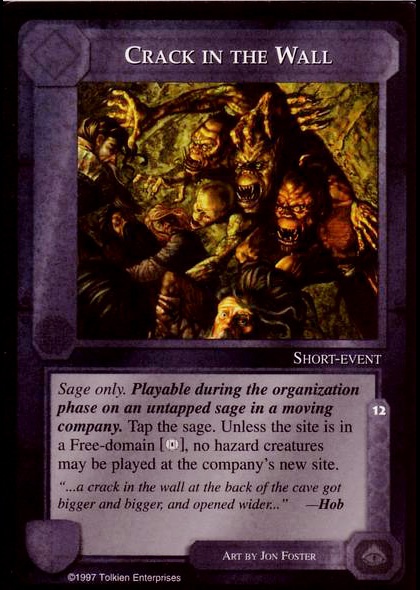 CRACK IN THE WALL
SHORT-EVENT
Sage only. Playable during the organization
phase on an untapped sage in a moving
company. Tap the sage. Unless the site is in
a Free-domain [ ], no hazard creatures
may be played at the company's new site.
"...a crack in the wall at the back of the cave got
bigger and bigger, and opened wider..." —Hob
12
ART BY JON FOSTER
©1997 Tolkien Enterprises